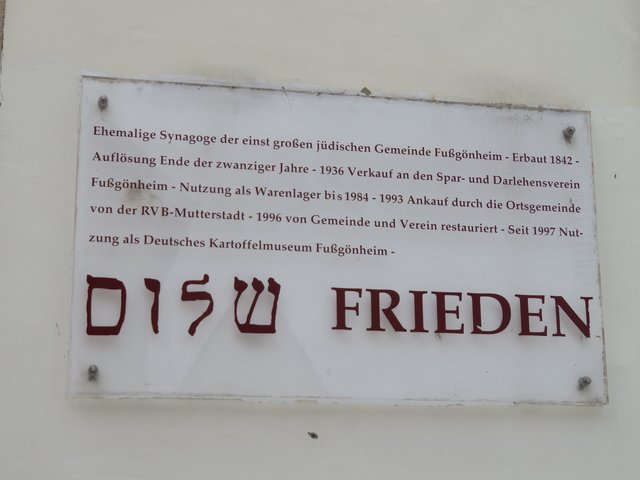 Ehemalige Synagoge der einst großen jüdischen Gemeinde Fußgönheim - Erbaut 1842 -
Auflösung Ende der zwanziger Jahre - 1936 Verkauf an den Spar- und Darlehensverein
Fußgönheim - Nutzung als Warenlager bis 1984 - 1993 Ankauf durch die Ortsgemeinde
von der RVB-Mutterstadt - 1996 von Gemeinde und Verein restauriert - Seit 1997 Nut-
zung als Deutsches Kartoffelmuseum Fußgönheim -
שלום FRIEDEN